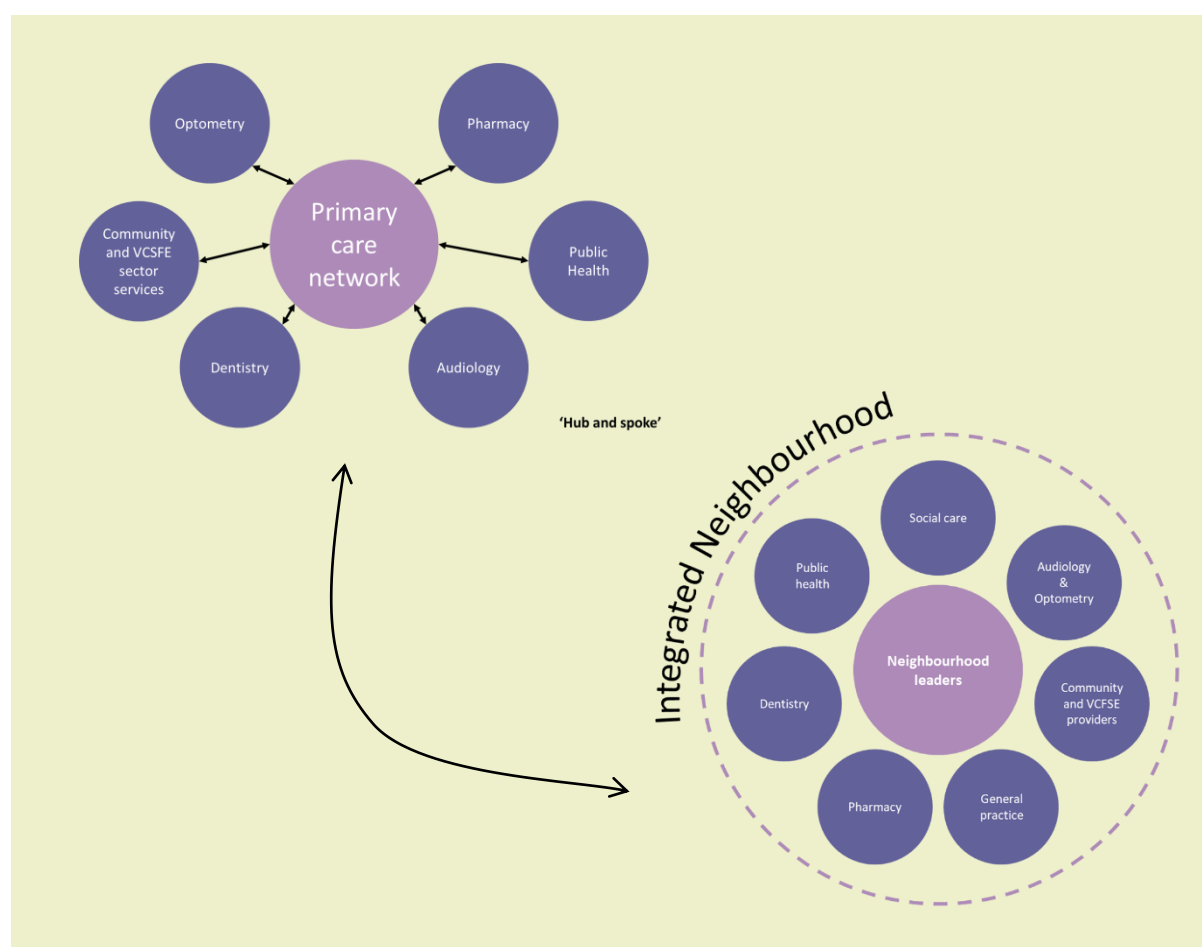 Optometry
Pharmacy
Primary
care
network
Community
and VCSFE
sector
services
Public
Health
Dentistry
Audiology
‘Hub and spoke’
Integrated Neighbourhood
Social care
Public
health
Audiology
&
Optometry
Neighbourhood
leaders
Dentistry
Community
and VCFSE
providers
Pharmacy
General
practice